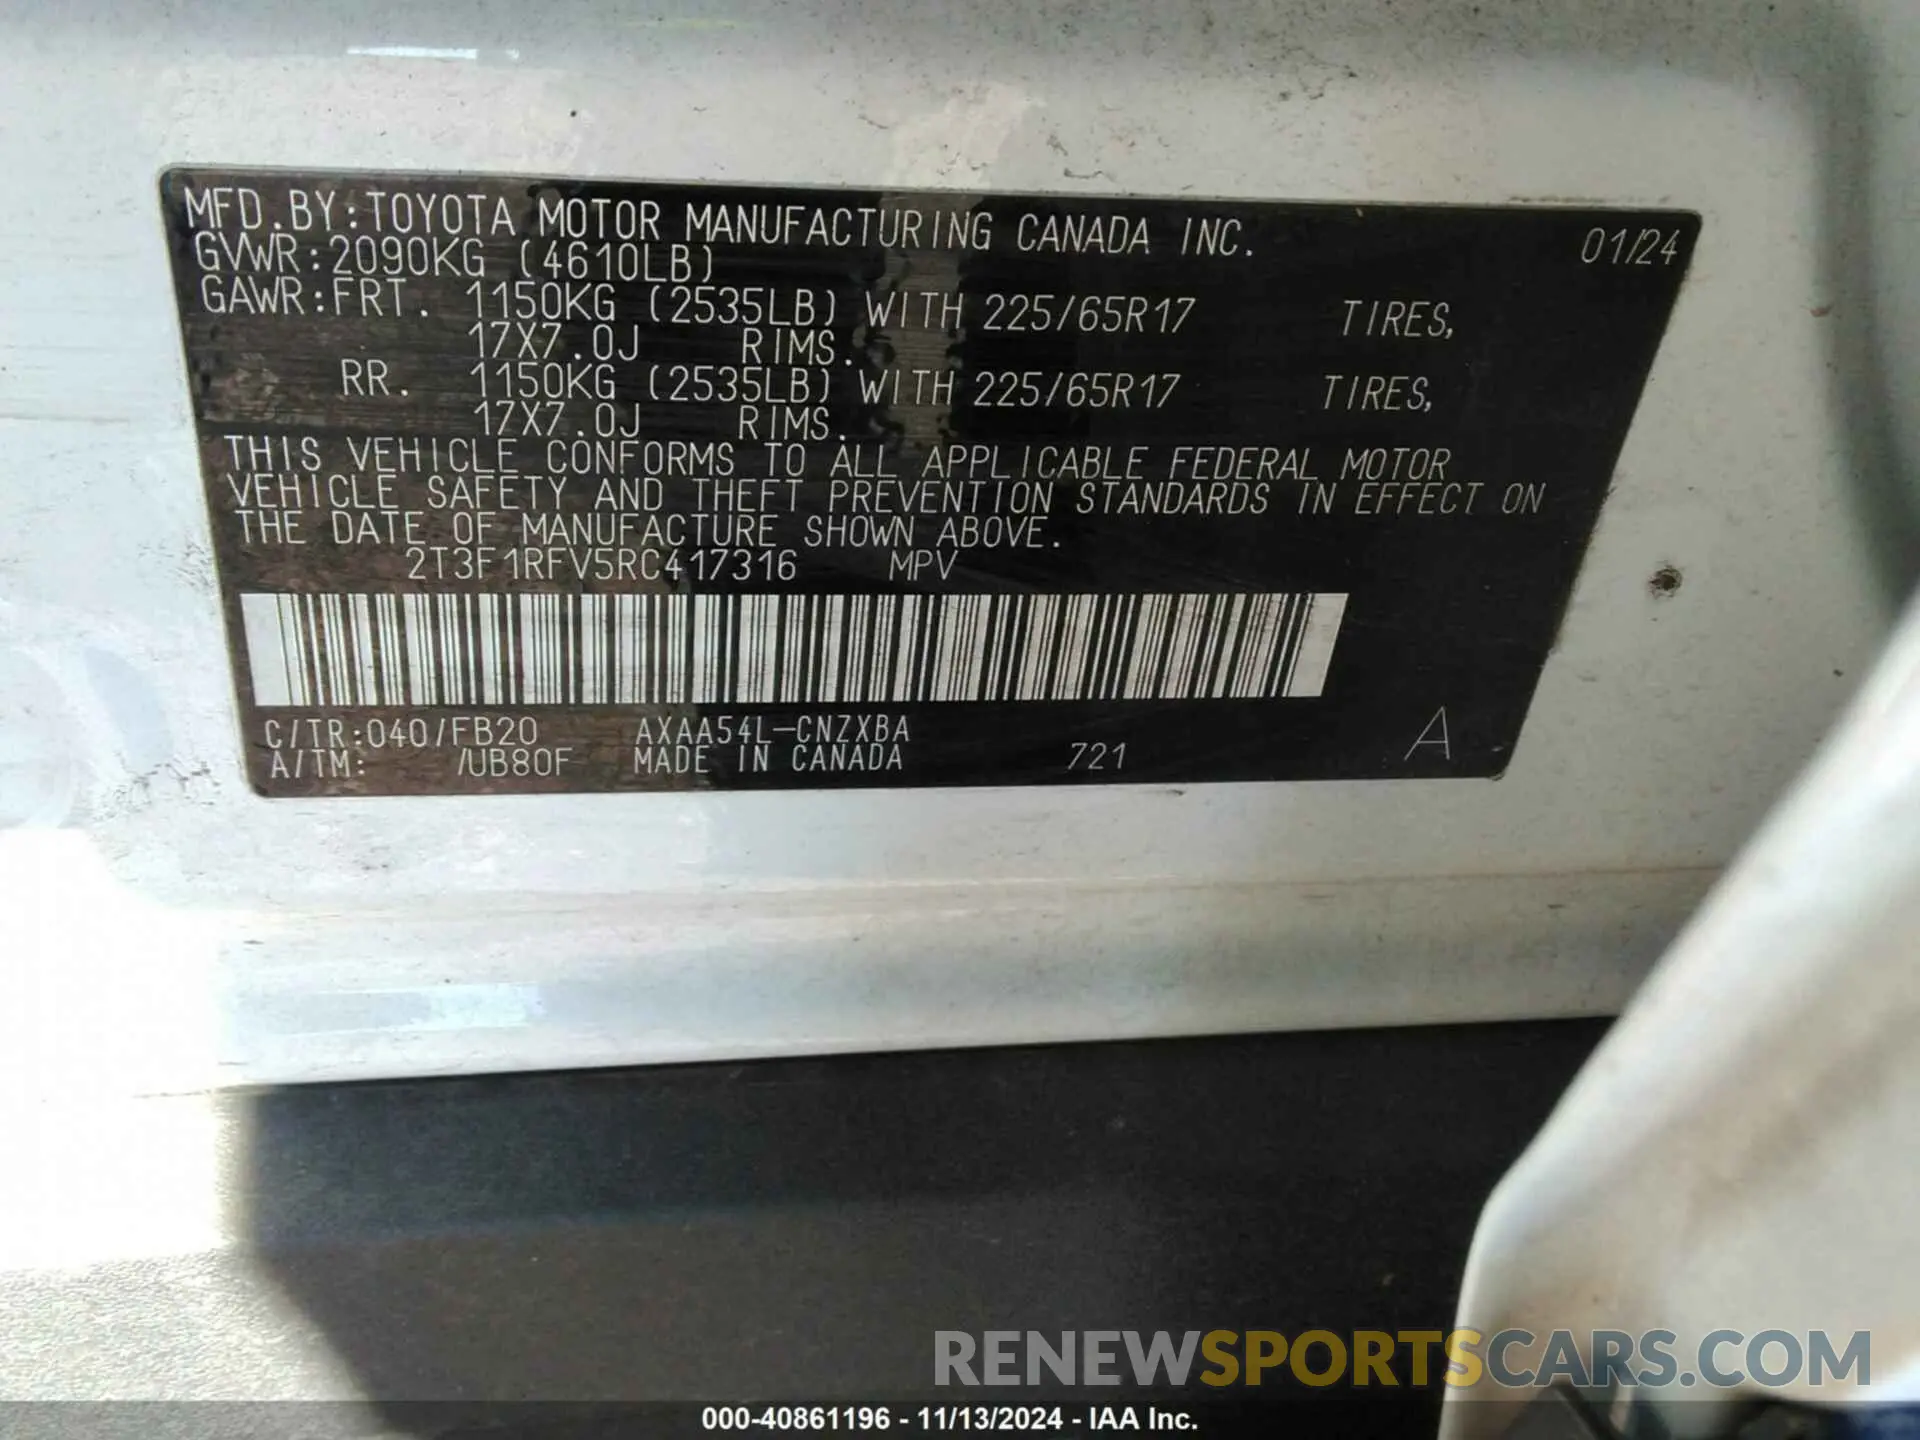 MFD.BY:TOYOTA MOTOR MANUFACTURING CANADA INC. 01/24
GVWR:2090KG (4610LB)
GAWR:FRT. 1150KG (2535LB) WITH 225/65R17 TIRES,
17X7.0J RIMS.
RR. 1150KG (2535LB) WITH 225/65R17 TIRES,
17X7.0J RIMS.
THIS VEHICLE CONFORMS TO ALL APPLICABLE FEDERAL MOTOR
VEHICLE SAFETY AND THEFT PREVENTION STANDARDS IN EFFECT ON
THE DATE OF MANUFACTURE SHOWN ABOVE.
2T3F1RFV5RC417316 MPV
C/TR:040/FB20 AXAA54L-CNZXBA A
A/TM: /UB80F MADE IN CANADA 721
RENEWSPORTSCARS.COM
000-40861196 - 11/13/2024 - IAA Inc.